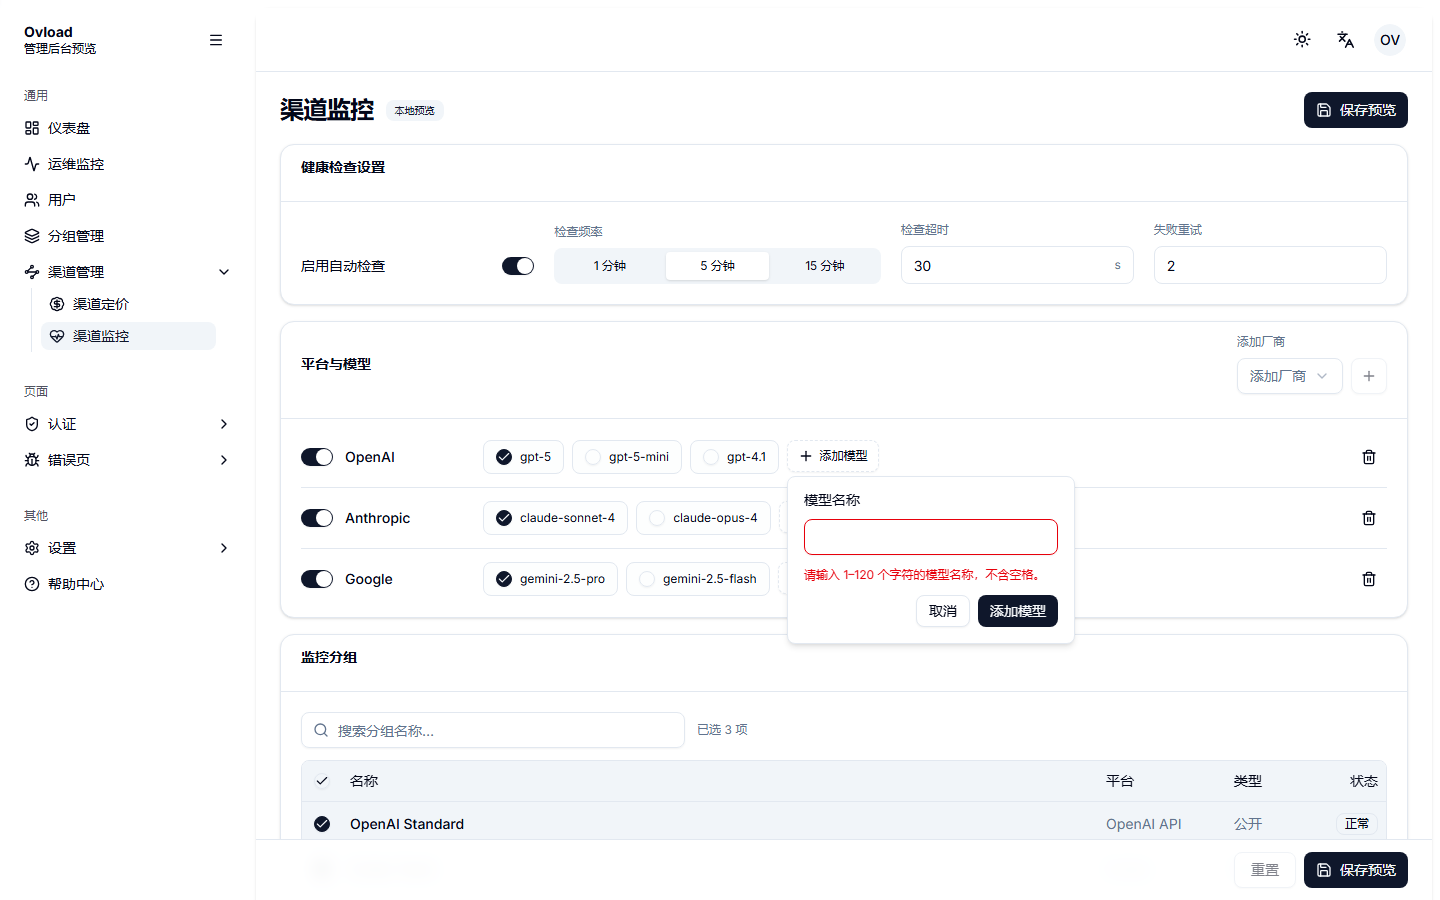 Ovload
管理后台预览
OV
通用
仪表盘
运维监控
用户
分组管理
渠道管理
渠道定价
渠道监控
页面
认证
错误页
其他
设置
帮助中心
渠道监控 本地预览 保存预览
健康检查设置
检查频率 检查超时 失败重试
启用自动检查 1 分钟 5 分钟 15 分钟 30 s 2
平台与模型
添加厂商
添加厂商
OpenAI gpt-5 gpt-5-mini gpt-4.1 添加模型
Anthropic claude-sonnet-4 claude-opus-4
Google gemini-2.5-pro gemini-2.5-flash
模型名称
请输入 1–120 个字符的模型名称，不含空格。
取消 添加模型
监控分组
搜索分组名称... 已选 3 项
名称 平台 类型 状态
OpenAI Standard OpenAI API 公开 正常
重置 保存预览